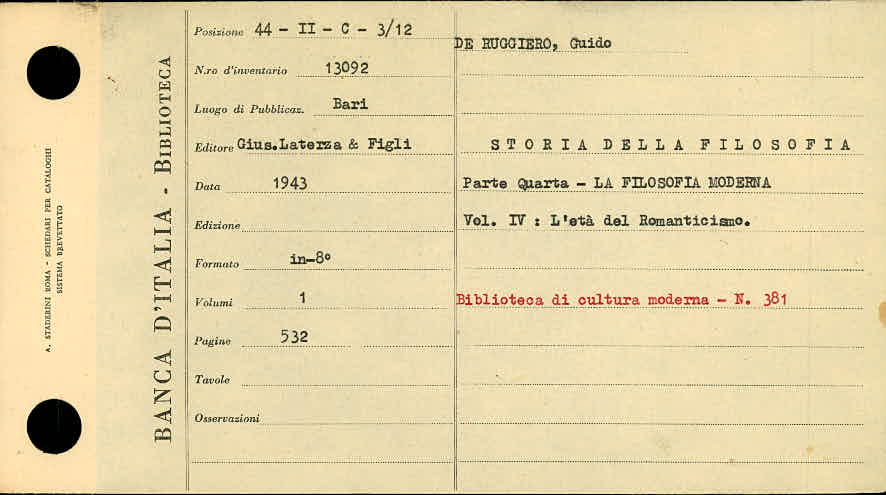 A. STADERINI ROMA - SCHEDARI PER CATALOGHI
SISTEMA BREVETTATO
BANCA D'ITALIA - BIBLIOTECA
Posizione 44 - II - C - 3/12
N.ro d'inventario 13092
Luogo di Pubblicaz. Bari
Editore Gius.Laterza & Figli
Data 1943
Edizione
Formato in-8°
Volumi 1
Pagine 532
Tavole
Osservazioni
DE RUGGIERO, Guido
STORIA DELLA FILOSOFIA
Parte Quarta - LA FILOSOFIA MODERNA
Vol. IV : L'età del Romanticismo.
Biblioteca di cultura moderna - N. 381